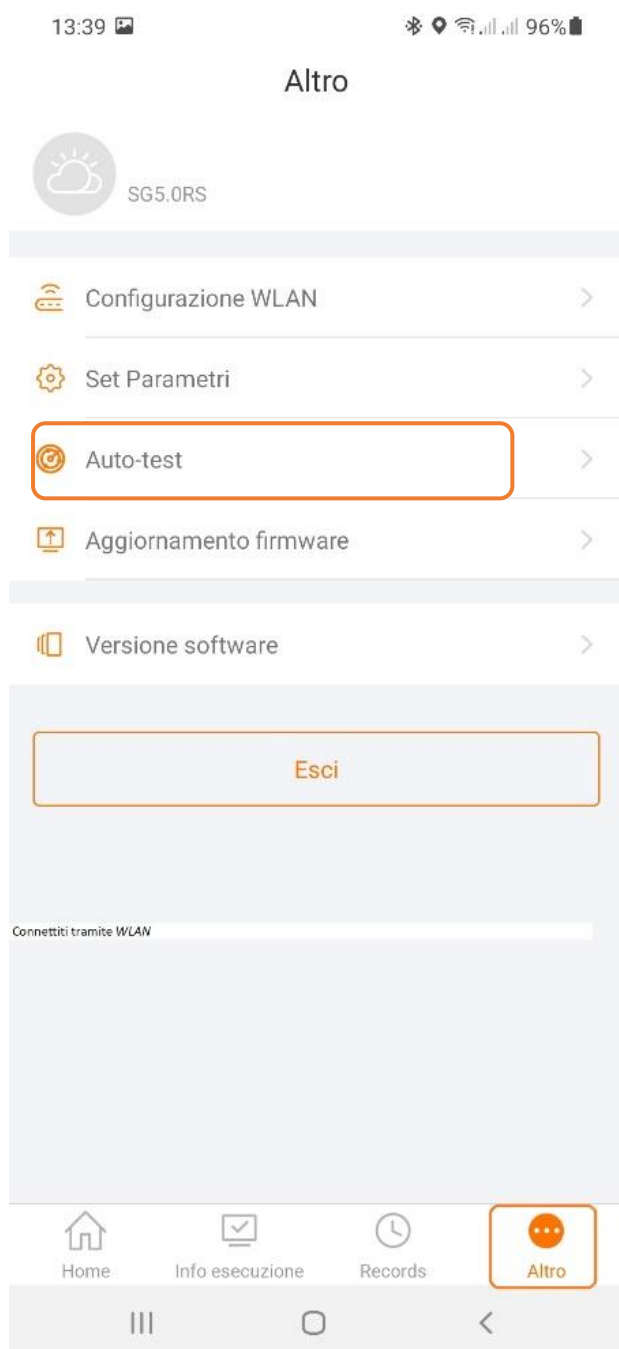 13:39 96%
Altro
SG5.0RS
Configurazione WLAN
Set Parametri
Auto-test
Aggiornamento firmware
Versione software
Esci
Connettiti tramite WLAN
Home Info esecuzione Records Altro